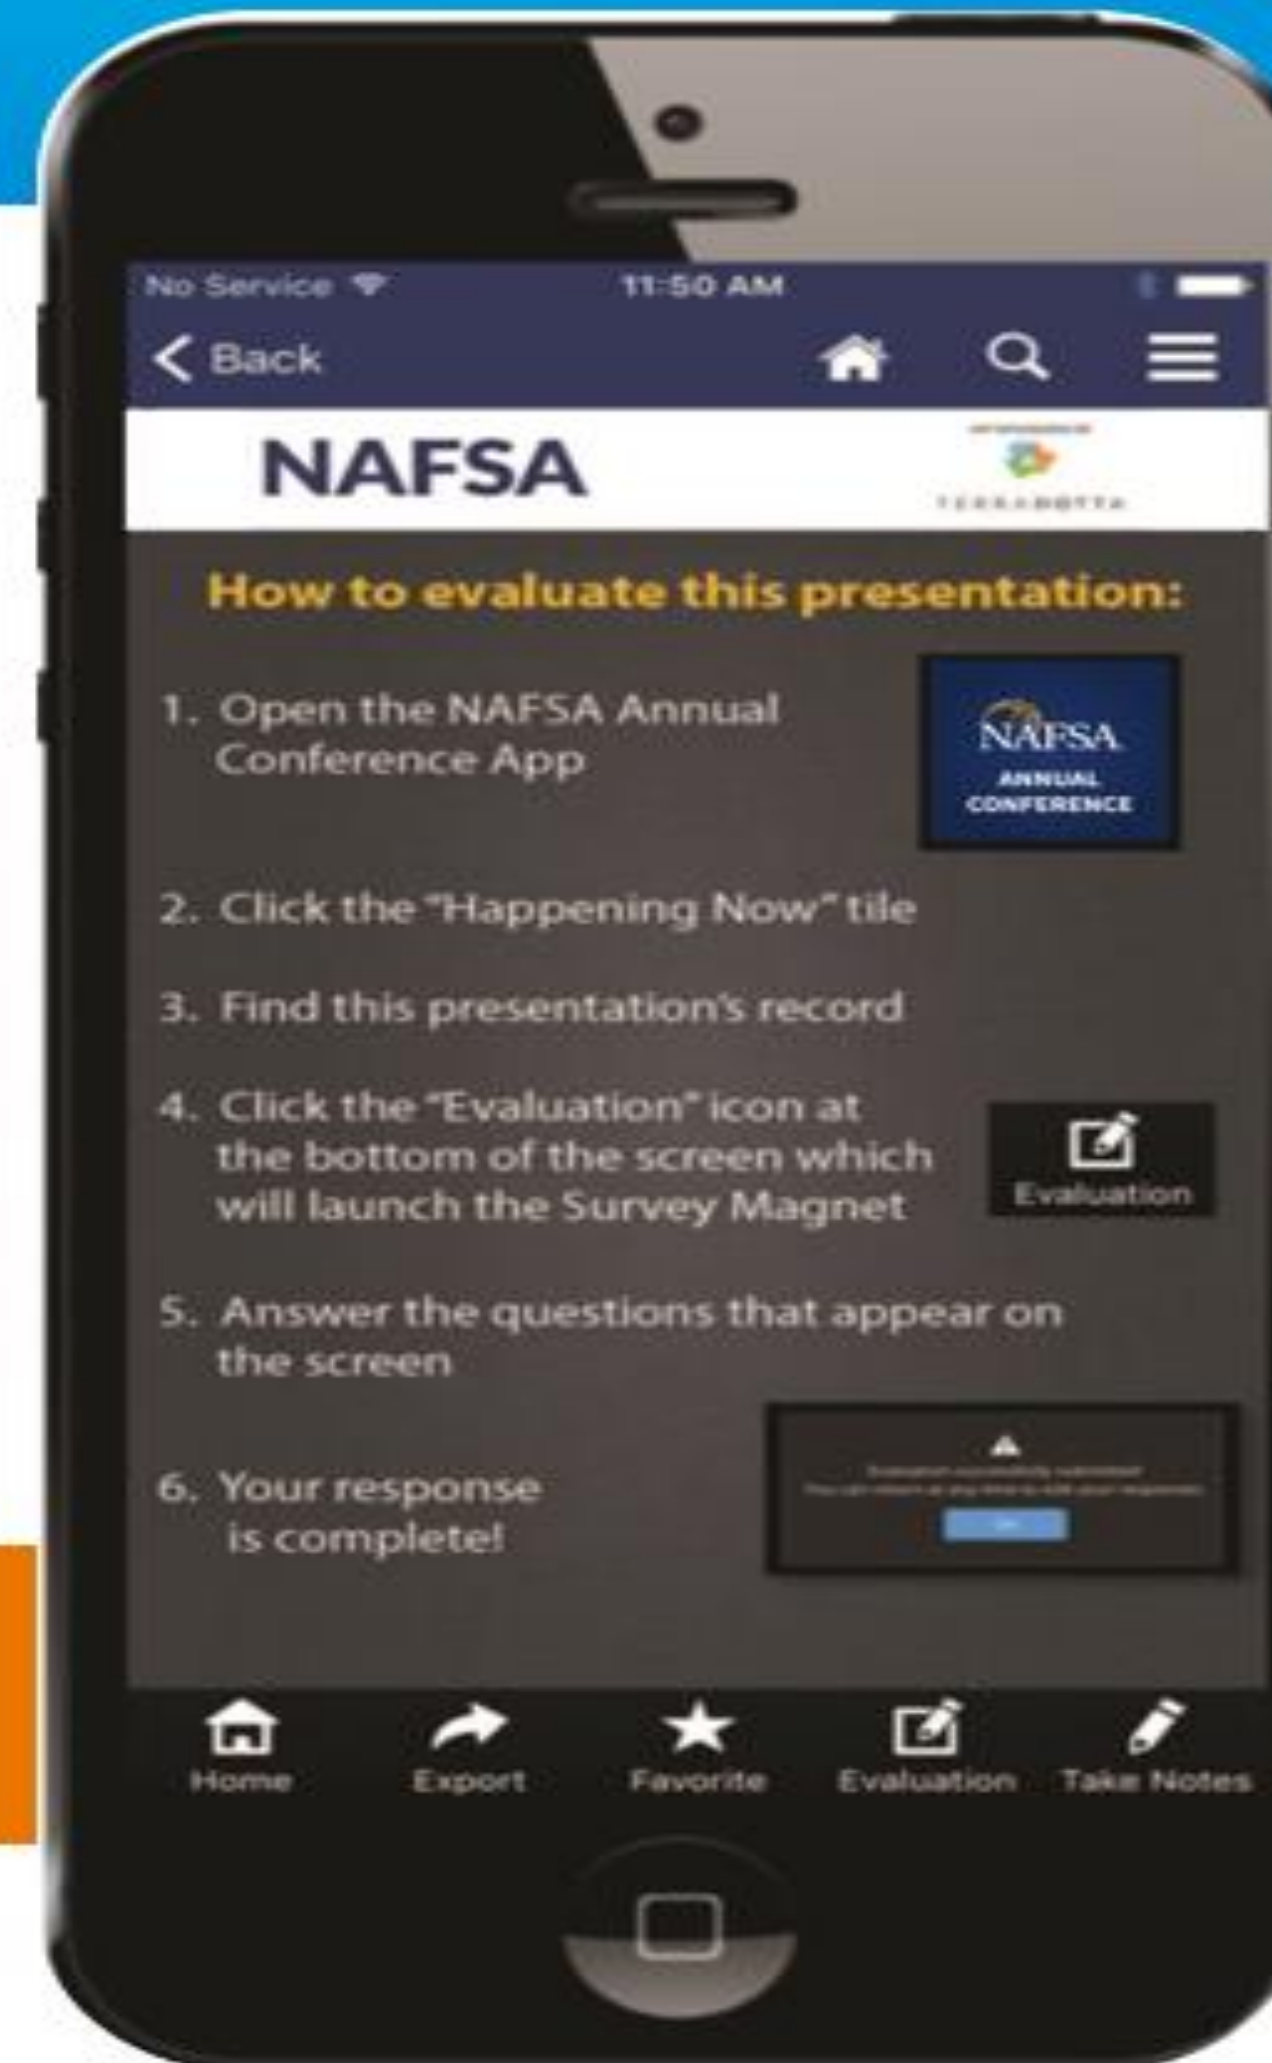 No Service
11:50 AM
Back
NAFSA
TERRADOTTA
How to evaluate this presentation:
1. Open the NAFSA Annual
Conference App
NAFSA
ANNUAL
CONFERENCE
2. Click the "Happening Now" tile
3. Find this presentation's record
4. Click the "Evaluation" icon at
the bottom of the screen which
will launch the Survey Magnet
Evaluation
5. Answer the questions that appear on
the screen
6. Your response
is complete!
Home
Export
Favorite
Evaluation
Take Notes